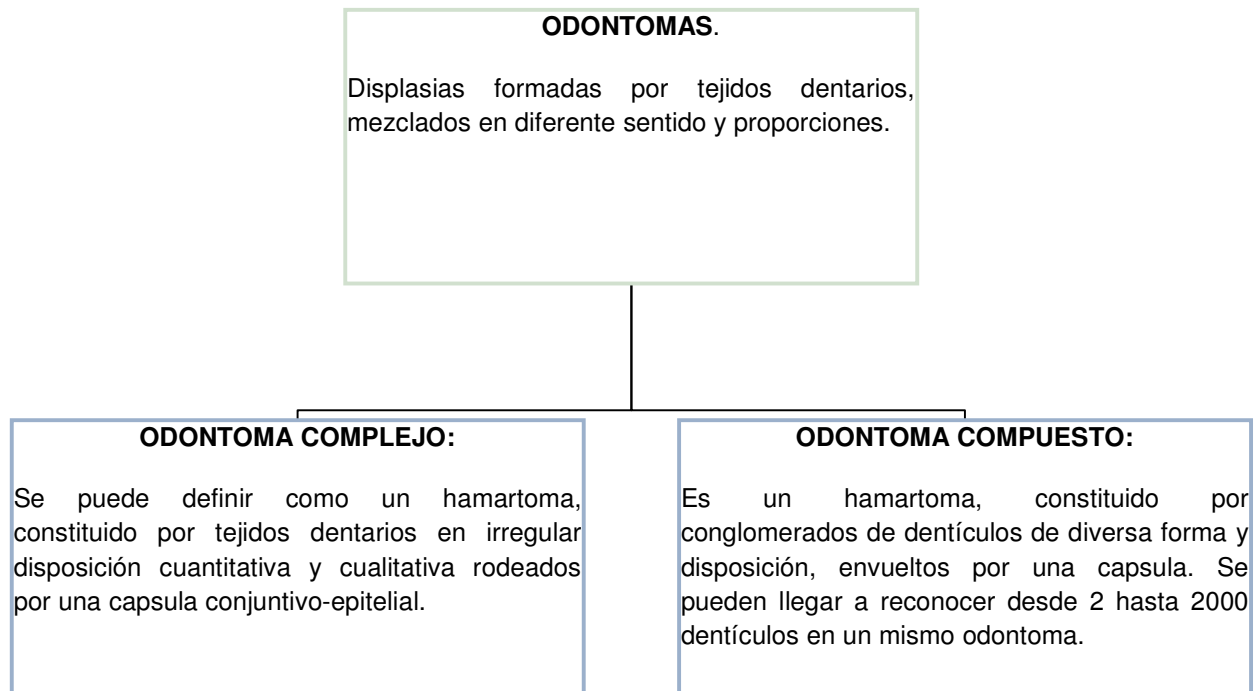 ODONTOMAS.
Displasias formadas por tejidos dentarios,
mezclados en diferente sentido y proporciones.
ODONTOMA COMPLEJO:
Se puede definir como un hamartoma,
constituido por tejidos dentarios en irregular
disposición cuantitativa y cualitativa rodeados
por una capsula conjuntivo-epitelial.
ODONTOMA COMPUESTO:
Es un hamartoma, constituido por
conglomerados de dentículos de diversa forma y
disposición, envueltos por una capsula. Se
pueden llegar a reconocer desde 2 hasta 2000
dentículos en un mismo odontoma.